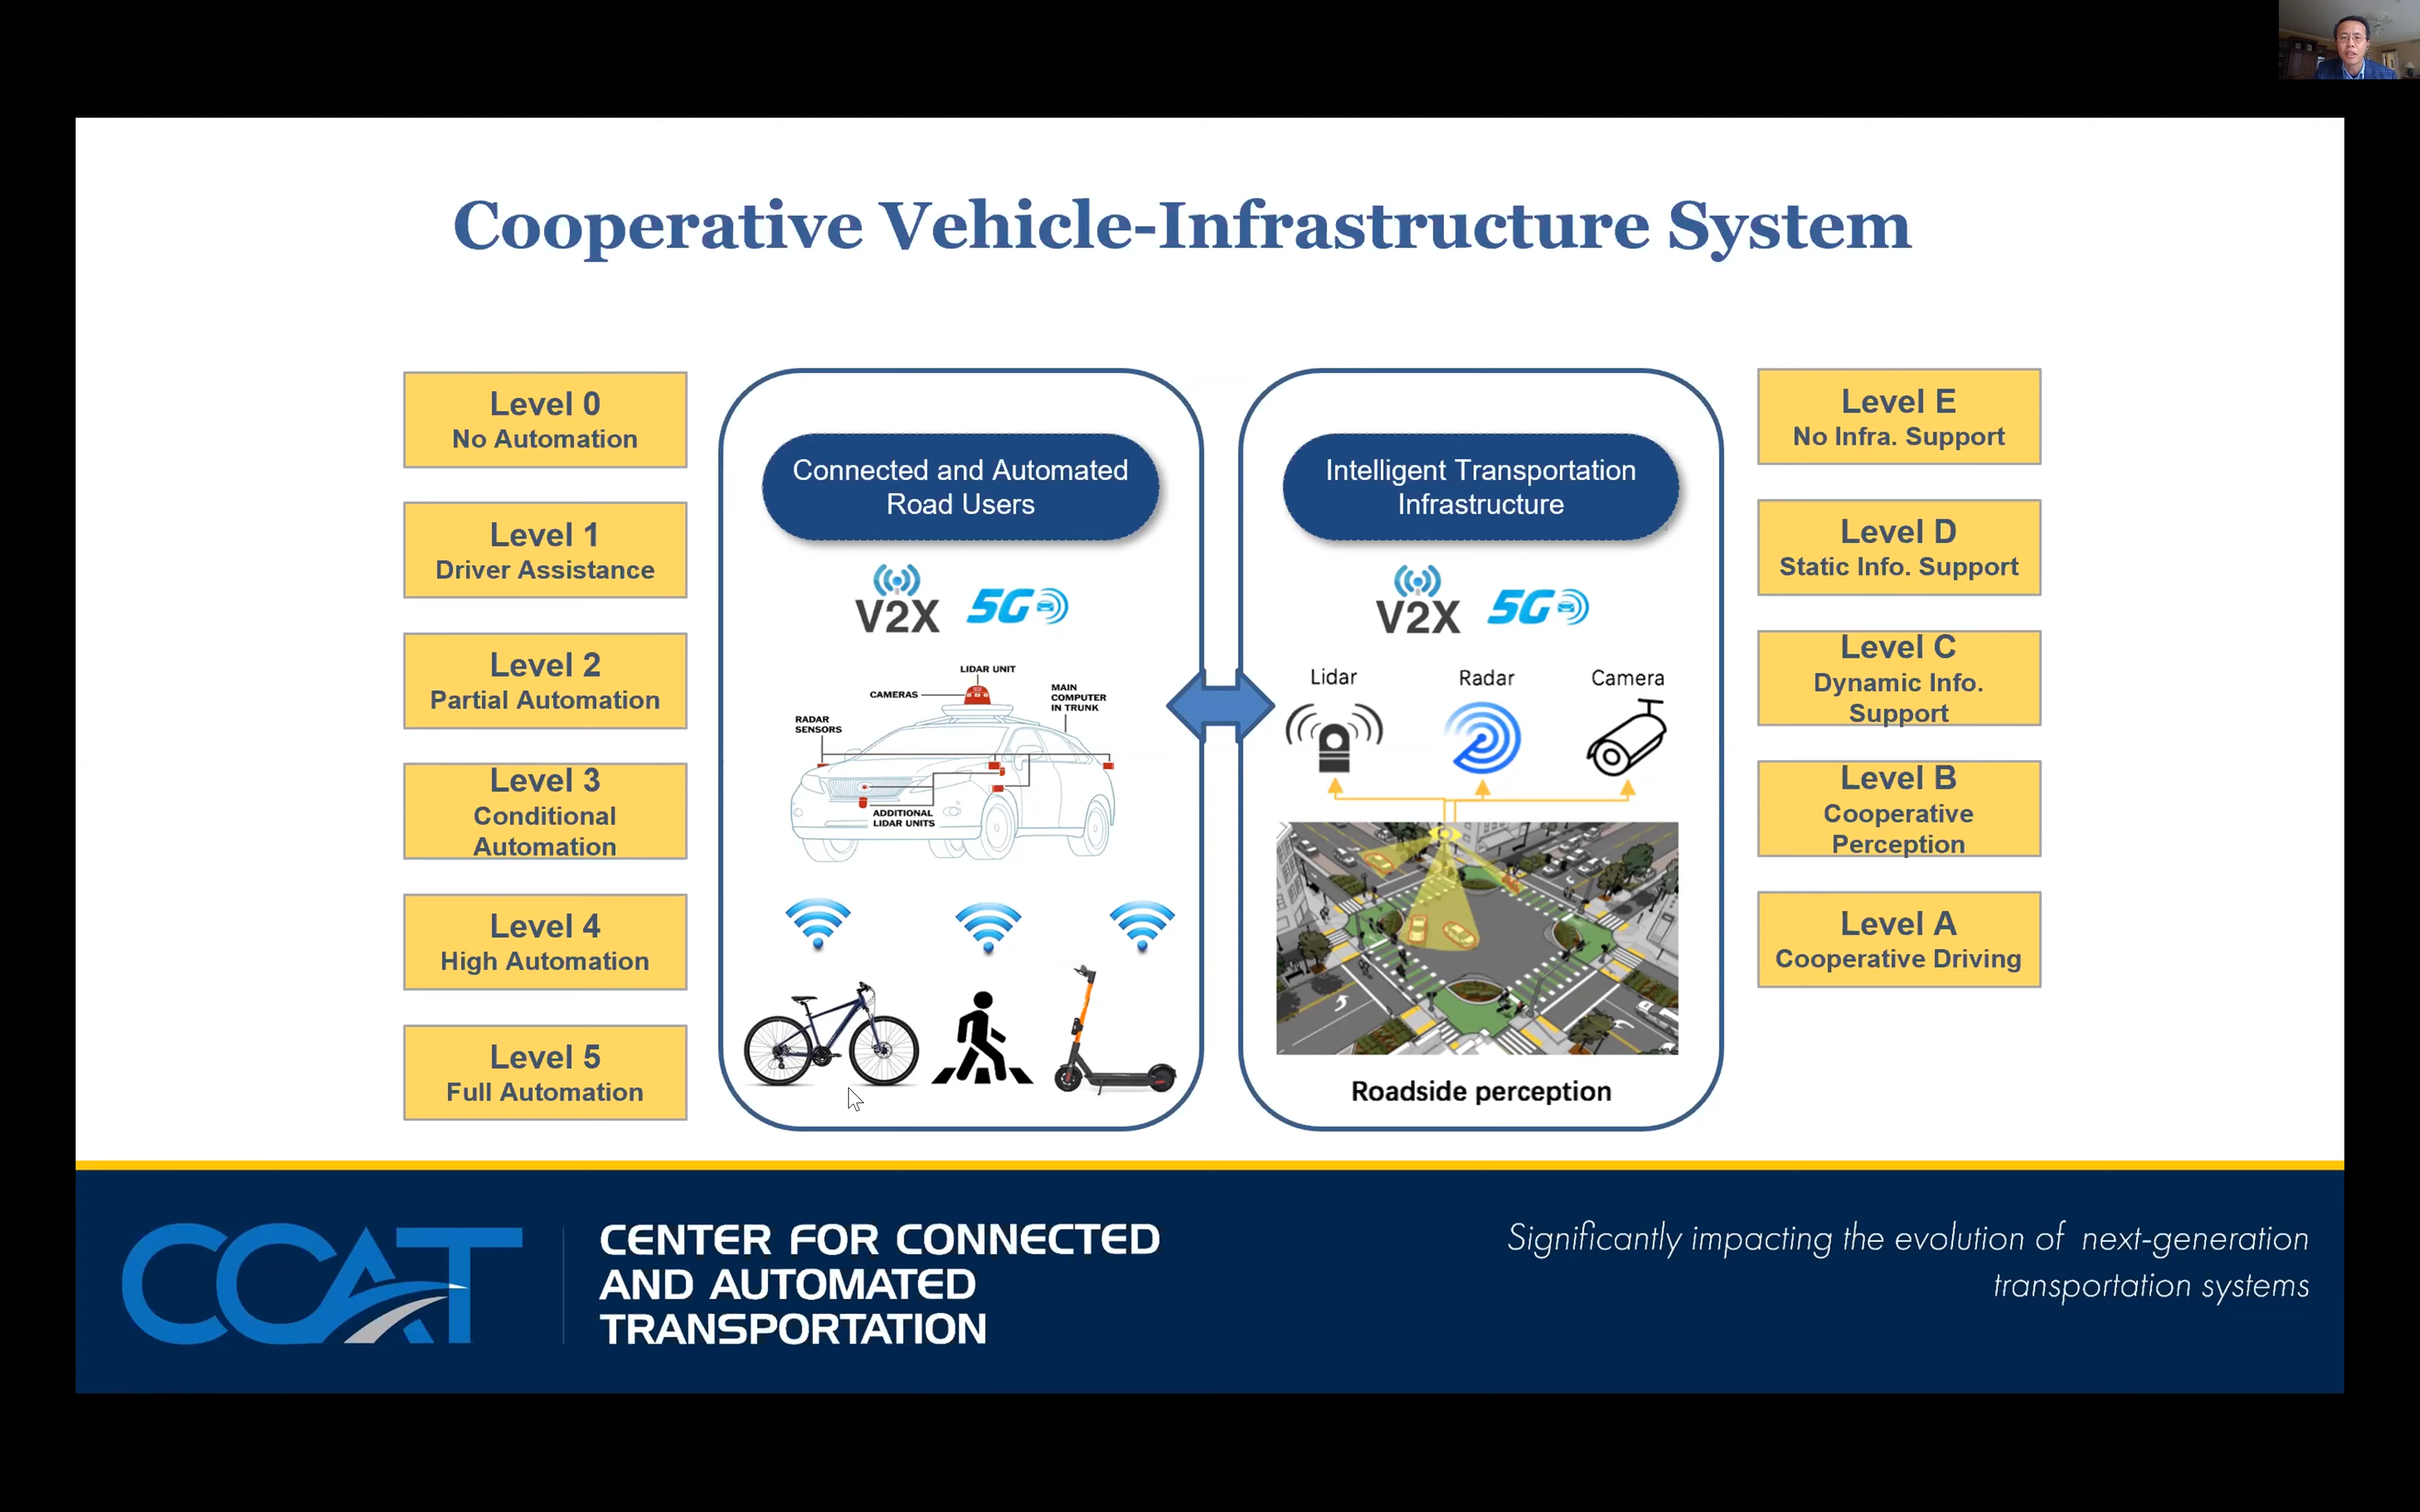 Cooperative Vehicle-Infrastructure System
Level 0
No Automation
Level 1
Driver Assistance
Level 2
Partial Automation
Level 3
Conditional
Automation
Level 4
High Automation
Level 5
Full Automation
Connected and Automated
Road Users
V2X 5G
LIDAR UNIT
CAMERAS
MAIN
COMPUTER
IN TRUNK
RADAR
SENSORS
ADDITIONAL
LIDAR UNITS
Intelligent Transportation
Infrastructure
V2X 5G
Lidar Radar Camera
Roadside perception
Level E
No Infra. Support
Level D
Static Info. Support
Level C
Dynamic Info.
Support
Level B
Cooperative
Perception
Level A
Cooperative Driving
CCAT
CENTER FOR CONNECTED
AND AUTOMATED
TRANSPORTATION
Significantly impacting the evolution of next-generation
transportation systems